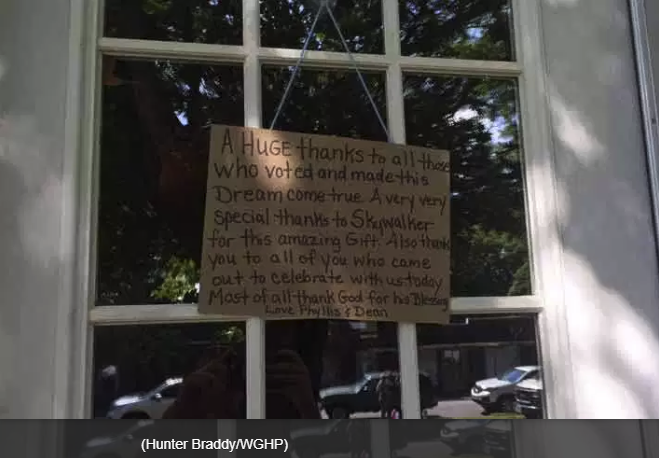 A HUGE thanks to all those
who voted and made this
Dream come true. A very very
special thanks to Skywalker
for this amazing Gift. Also thank
you to all of you who came
out to celebrate with us today
Most of all thank God for his Blessing
Love Phyllis & Dean
(Hunter Braddy/WGHP)